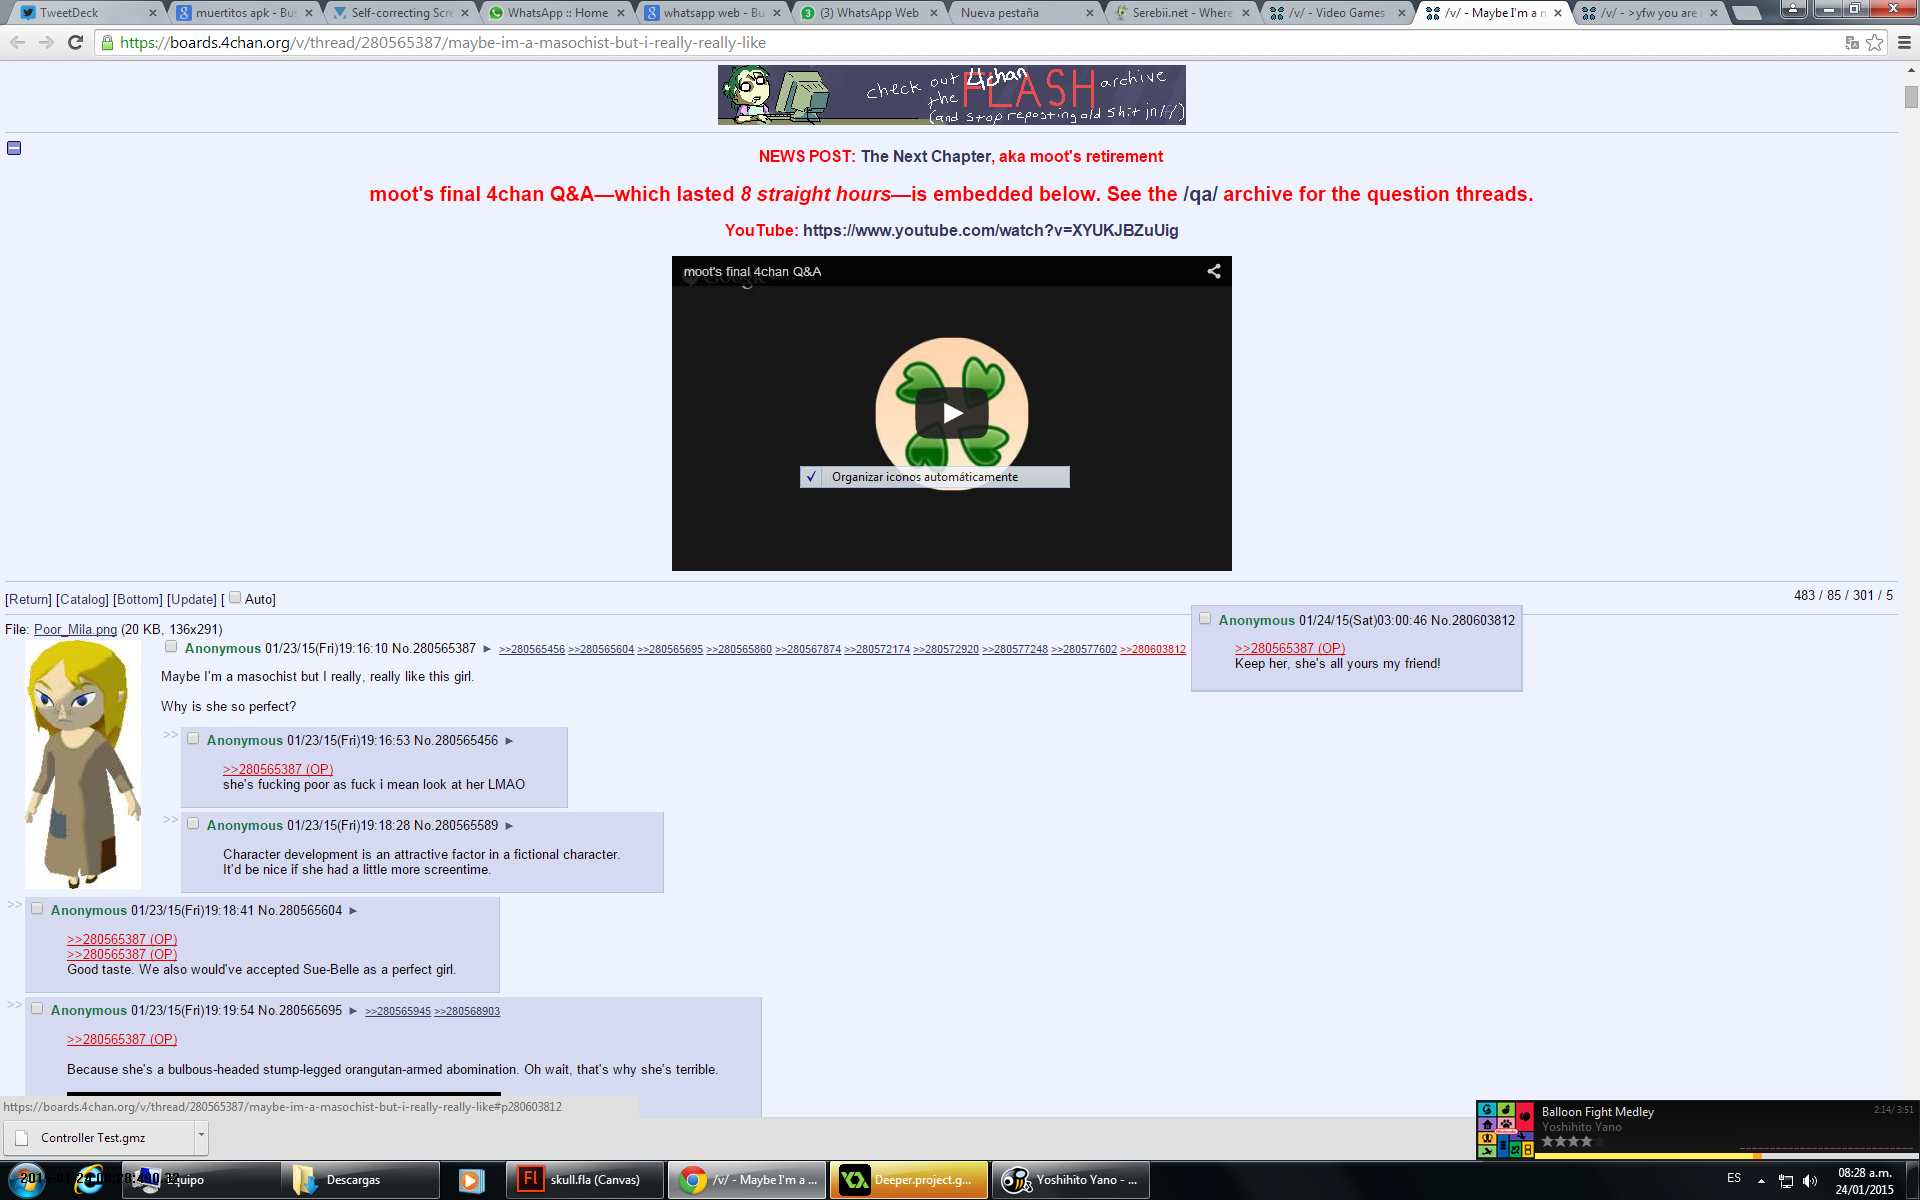 TweetDeck
muertitos apk - Bus
Self-correcting Scre
WhatsApp :: Home
whatsapp web - Bu
(3) WhatsApp Web
Nueva pestaña
Serebii.net - Where
/v/ - Video Games
/v/ - Maybe I'm a n
/v/ - >yfw you are
https://boards.4chan.org/v/thread/280565387/maybe-im-a-masochist-but-i-really-really-like
check out 4chan
the FLASH archive
(and stop reposting old shit in /f/)
NEWS POST: The Next Chapter, aka moot's retirement
moot's final 4chan Q&A—which lasted 8 straight hours—is embedded below. See the /qa/ archive for the question threads.
YouTube: https://www.youtube.com/watch?v=XYUKJBZuUig
moot's final 4chan Q&A
Google
Organizar iconos automáticamente
[Return] [Catalog] [Bottom] [Update] [ Auto]
483 / 85 / 301 / 5
File: Poor_Mila.png (20 KB, 136x291)
Anonymous 01/23/15(Fri)19:16:10 No.280565387 ► >>280565456 >>280565604 >>280565695 >>280565860 >>280567874 >>280572174 >>280572920 >>280577248 >>280577602 >>280603812
Maybe I'm a masochist but I really, really like this girl.
Why is she so perfect?
Anonymous 01/24/15(Sat)03:00:46 No.280603812
>>280565387 (OP)
Keep her, she's all yours my friend!
>> Anonymous 01/23/15(Fri)19:16:53 No.280565456 ►
>>280565387 (OP)
she's fucking poor as fuck i mean look at her LMAO
>> Anonymous 01/23/15(Fri)19:18:28 No.280565589 ►
Character development is an attractive factor in a fictional character.
It'd be nice if she had a little more screentime.
>> Anonymous 01/23/15(Fri)19:18:41 No.280565604 ►
>>280565387 (OP)
>>280565387 (OP)
Good taste. We also would've accepted Sue-Belle as a perfect girl.
>> Anonymous 01/23/15(Fri)19:19:54 No.280565695 ► >>280565945 >>280568903
>>280565387 (OP)
Because she's a bulbous-headed stump-legged orangutan-armed abomination. Oh wait, that's why she's terrible.
https://boards.4chan.org/v/thread/280565387/maybe-im-a-masochist-but-i-really-really-like#p280603812
Controller Test.gmz
Balloon Fight Medley
2:14/ 3:51
Yoshihito Yano
Equipo
Descargas
skull.fla (Canvas)
/v/ - Maybe I'm a ...
Deeper.project.g...
Yoshihito Yano - ...
ES
08:28 a.m.
24/01/2015